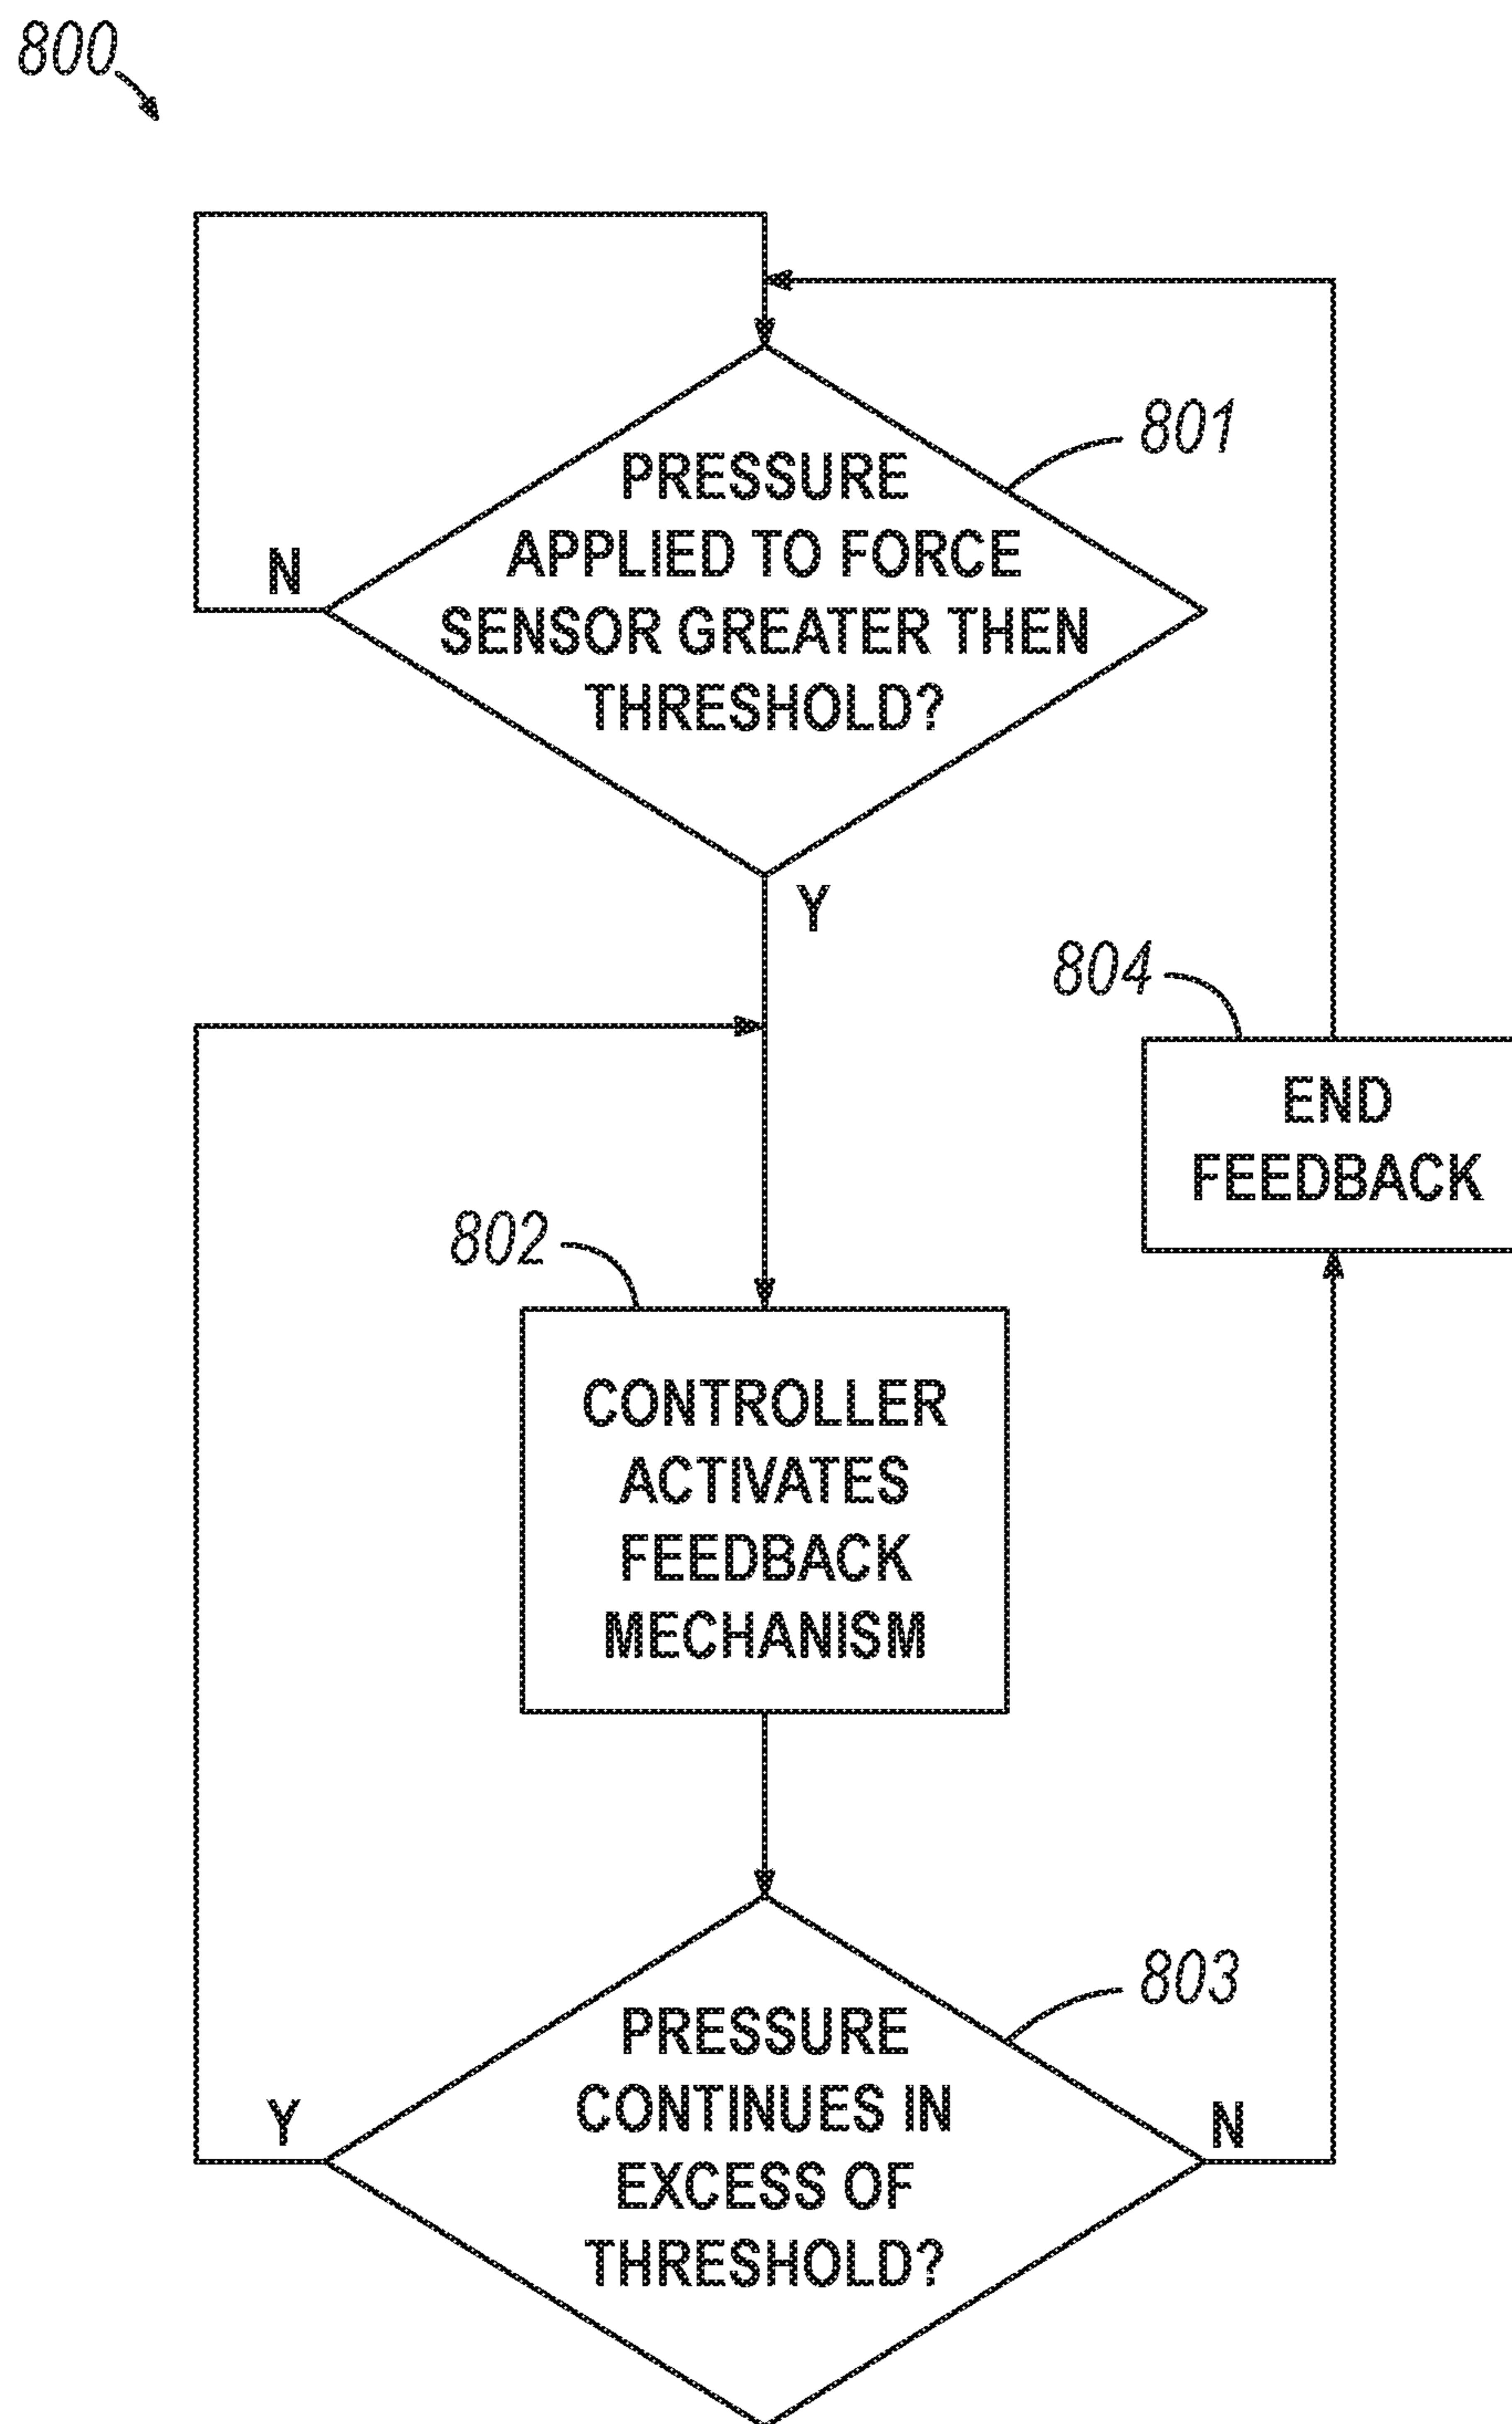 800
801
PRESSURE
APPLIED TO FORCE
SENSOR GREATER THEN
THRESHOLD?
N
Y
804
END
FEEDBACK
802
CONTROLLER
ACTIVATES
FEEDBACK
MECHANISM
803
PRESSURE
CONTINUES IN
EXCESS OF
THRESHOLD?
Y
N